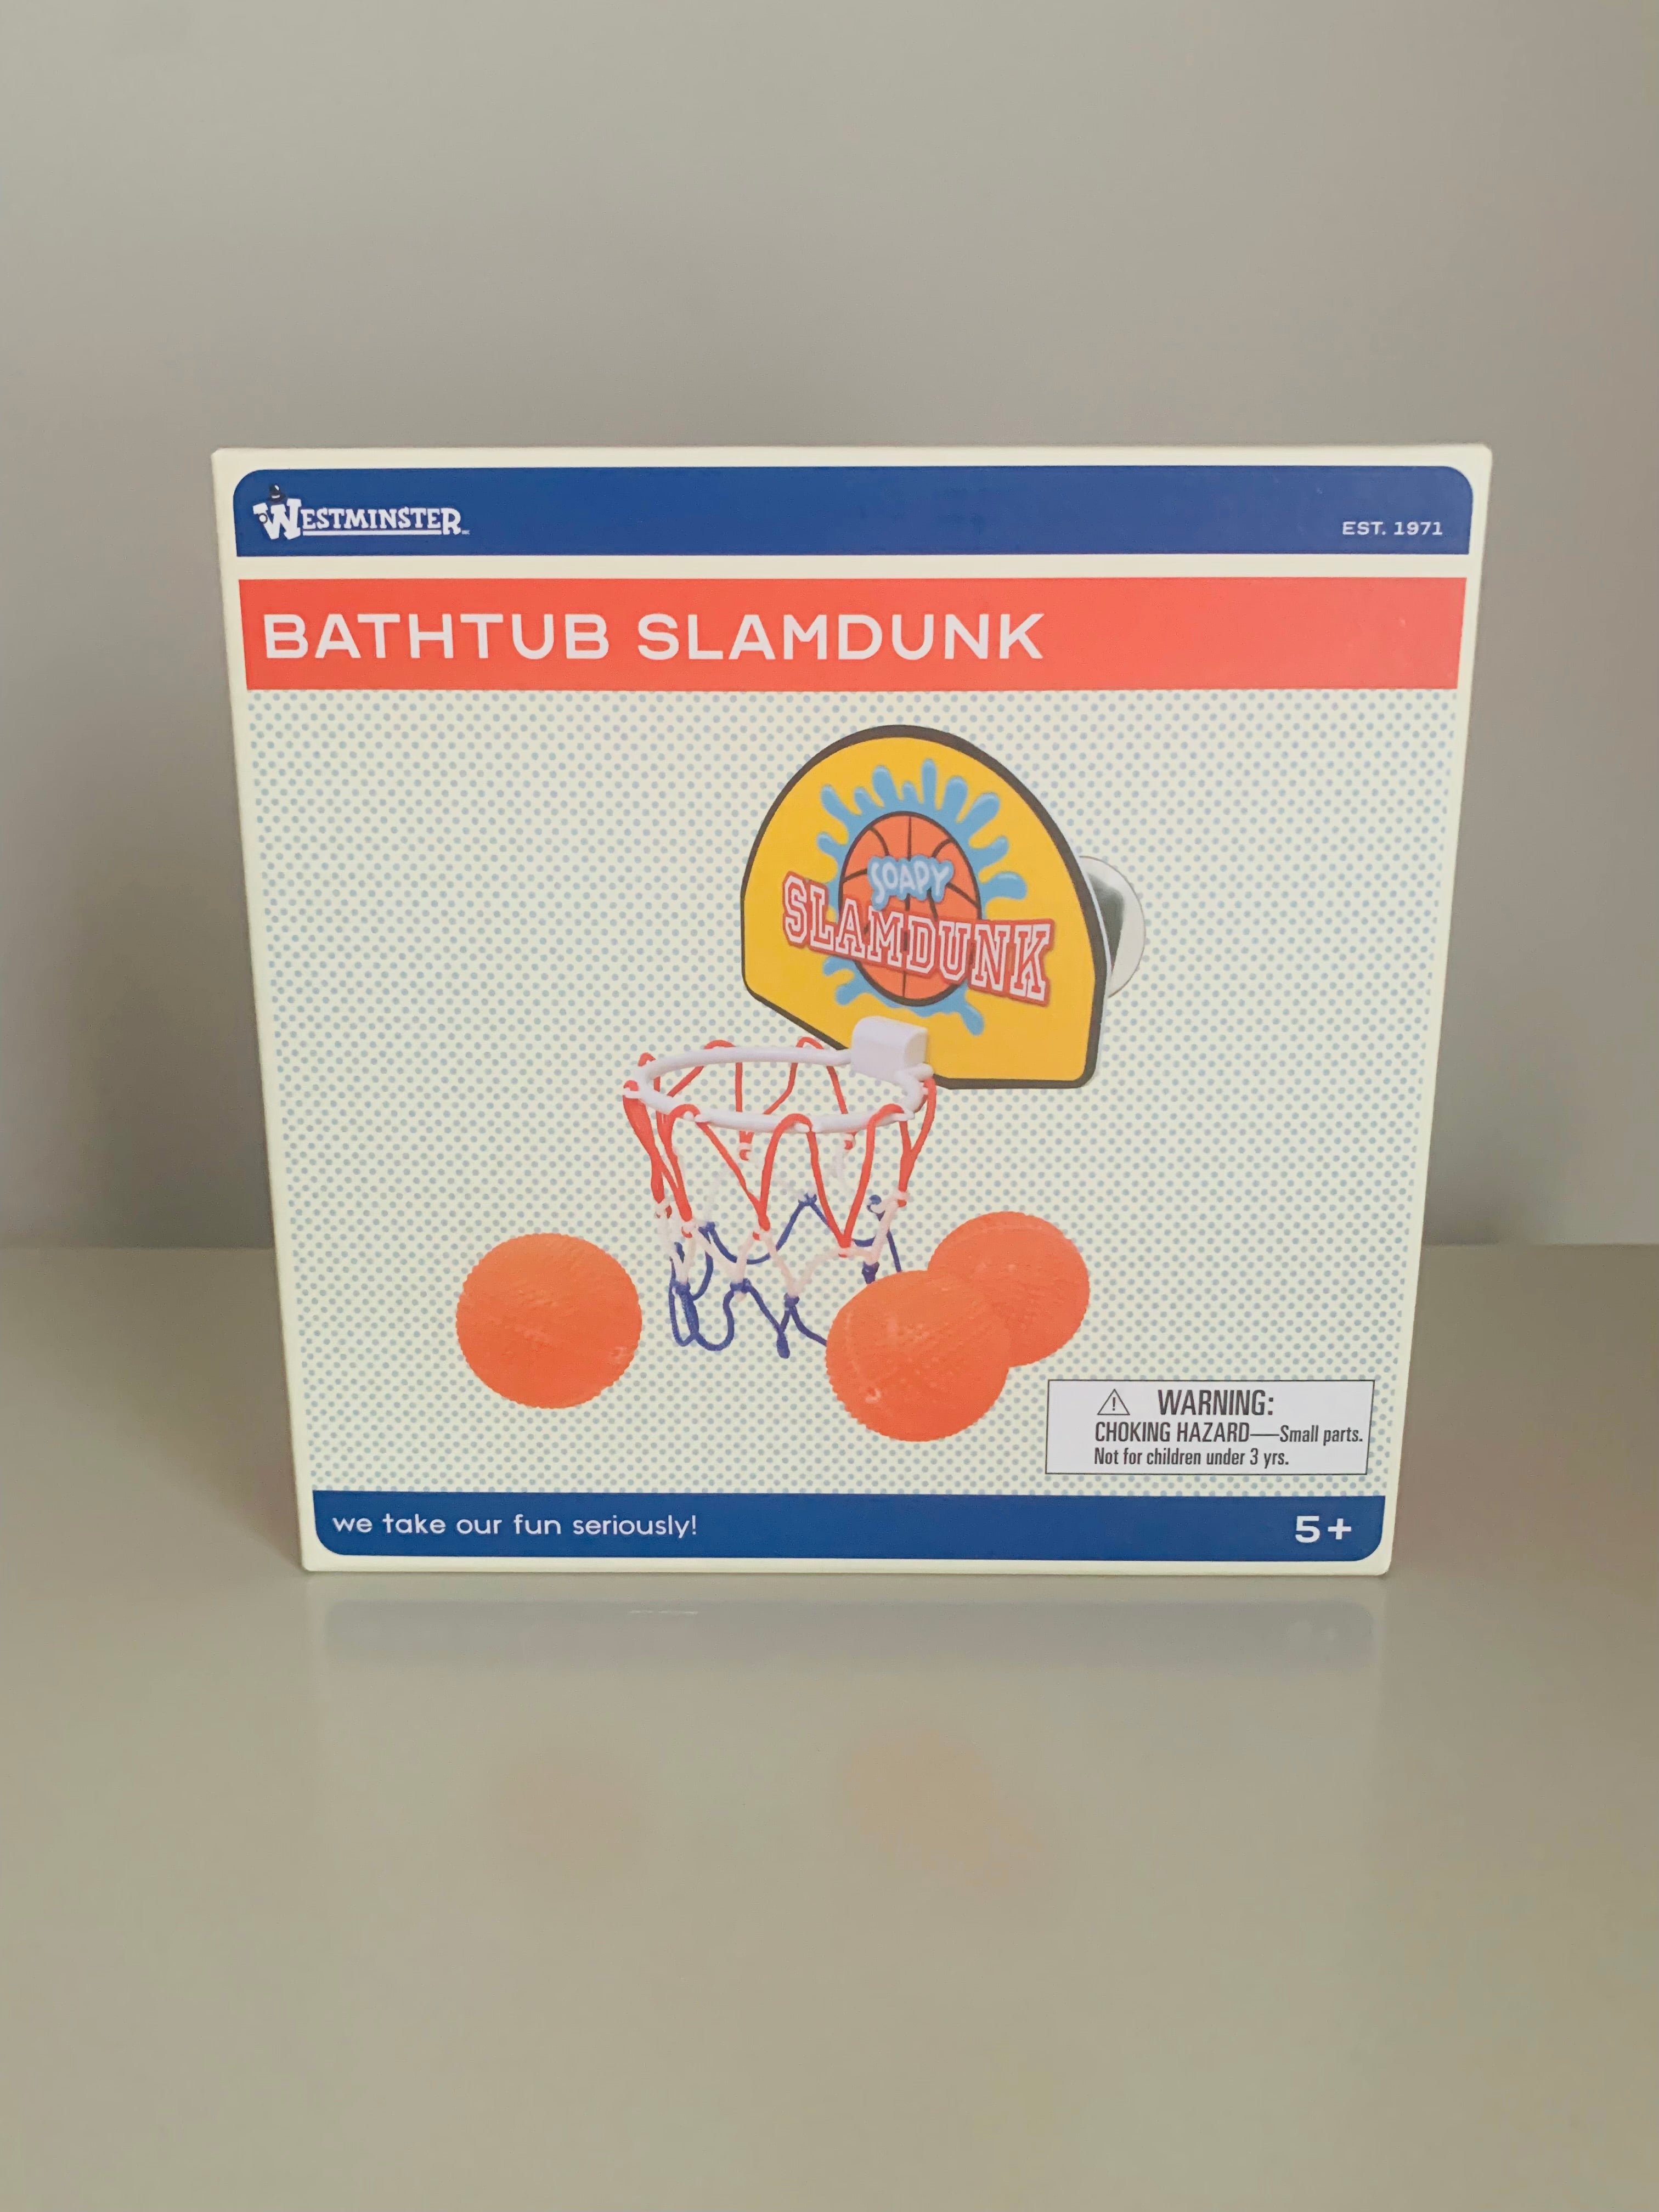 WESTMINSTER
EST. 1971
BATHTUB SLAMDUNK
SOAPY
SLAMDUNK
⚠ WARNING:
CHOKING HAZARD—Small parts.
Not for children under 3 yrs.
we take our fun seriously!
5+